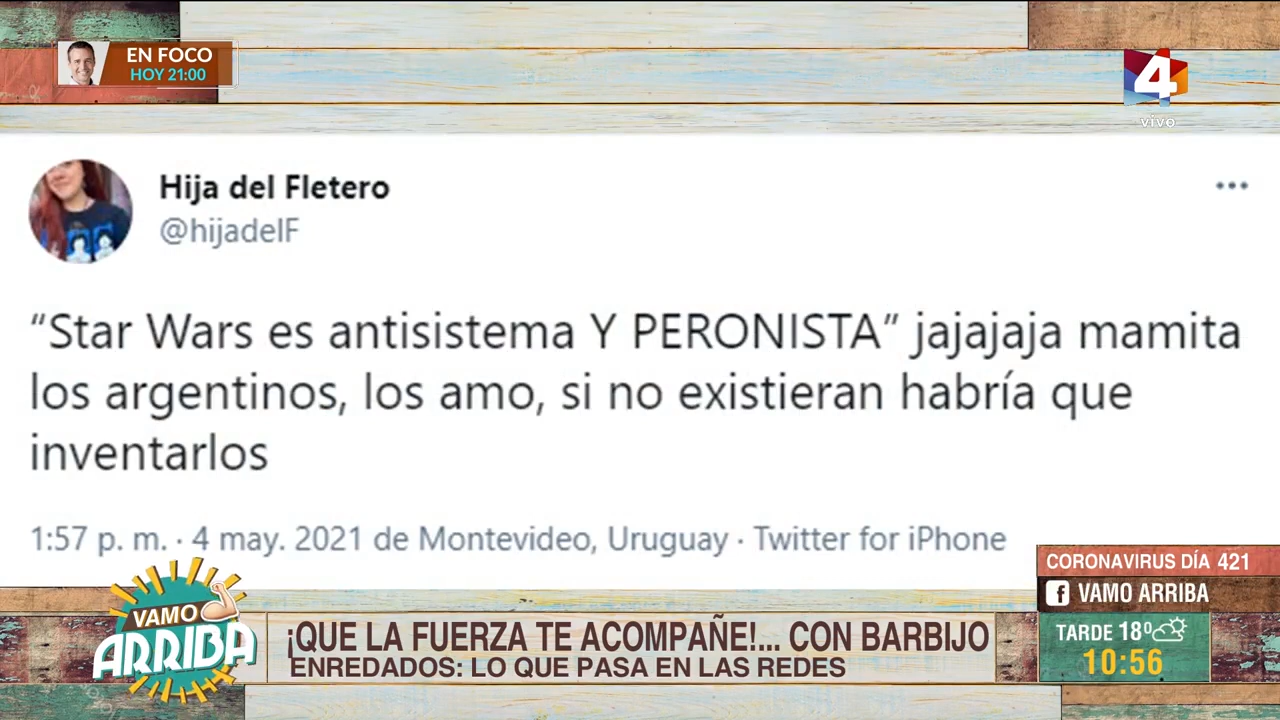 EN FOCO
HOY 21:00
4
vivo
Hija del Fletero
@hijadelF
“Star Wars es antisistema Y PERONISTA” jajajaja mamita
los argentinos, los amo, si no existieran habría que
inventarlos
1:57 p. m. · 4 may. 2021 de Montevideo, Uruguay · Twitter for iPhone
CORONAVIRUS DÍA 421
VAMO ARRIBA
VAMO
ARRIBA
¡QUE LA FUERZA TE ACOMPAÑE!... CON BARBIJO
ENREDADOS: LO QUE PASA EN LAS REDES
TARDE 18º
10:56